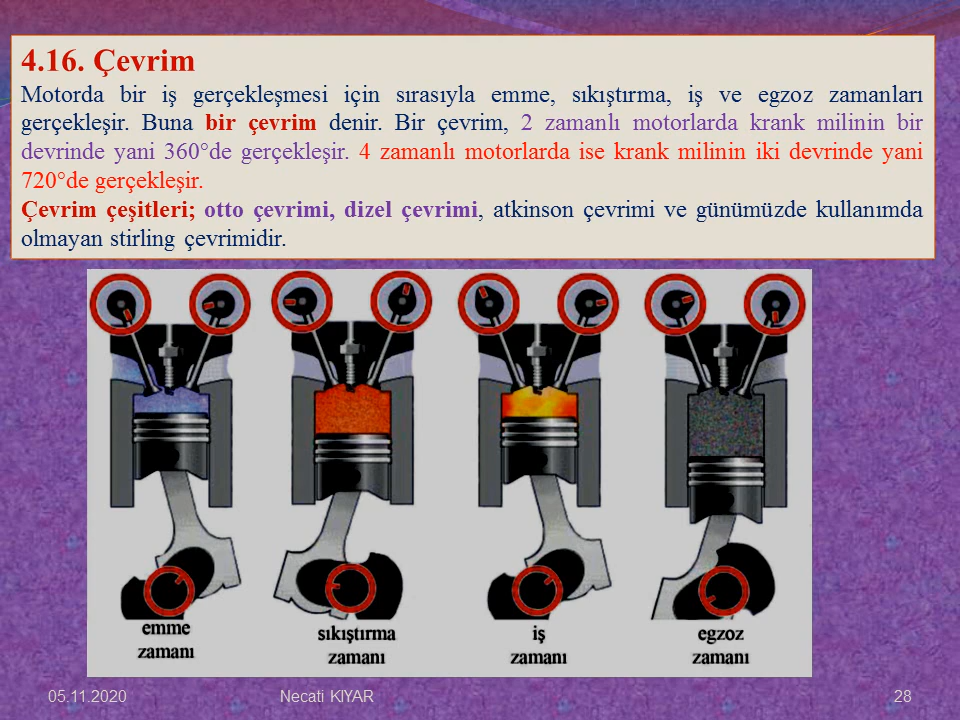 4.16. Çevrim
Motorda bir iş gerçekleşmesi için sırasıyla emme, sıkıştırma, iş ve egzoz zamanları
gerçekleşir. Buna bir çevrim denir. Bir çevrim, 2 zamanlı motorlarda krank milinin bir
devrinde yani 360°de gerçekleşir. 4 zamanlı motorlarda ise krank milinin iki devrinde yani
720°de gerçekleşir.
Çevrim çeşitleri; otto çevrimi, dizel çevrimi, atkinson çevrimi ve günümüzde kullanımda
olmayan stirling çevrimidir.
emme
zamanı
sıkıştırma
zamanı
iş
zamanı
egzoz
zamanı
05.11.2020 Necati KIYAR 28